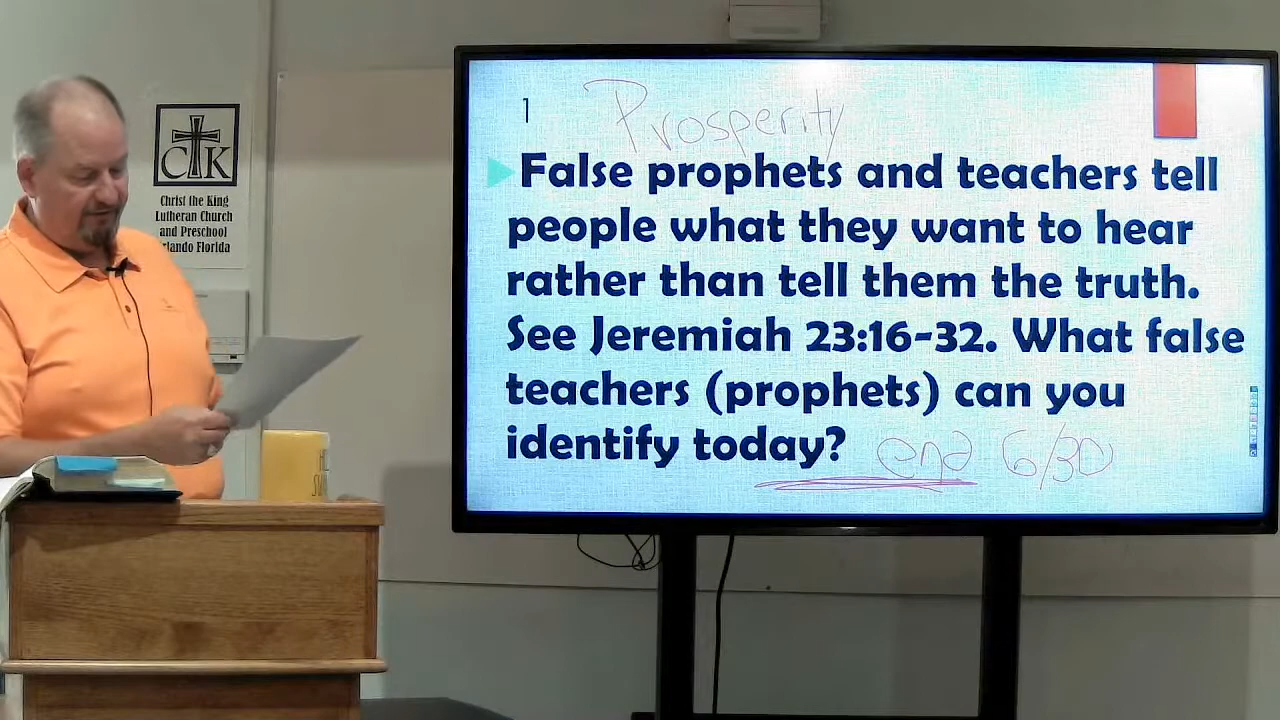 CTK
Christ the King
Lutheran Church
and Preschool
rlando Florida
1
Prosperity
False prophets and teachers tell
people what they want to hear
rather than tell them the truth.
See Jeremiah 23:16-32. What false
teachers (prophets) can you
identify today? end 6/30